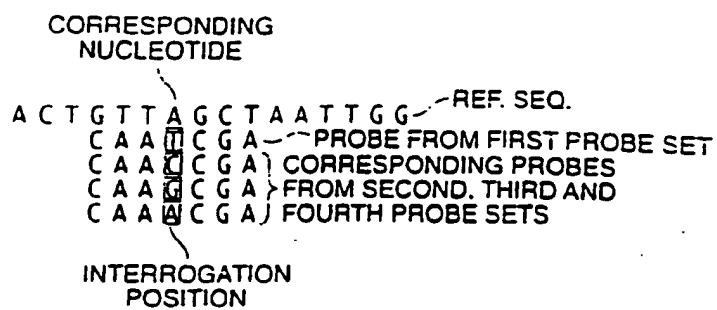 CORRESPONDING
NUCLEOTIDE
A C T G T T A G C T A A T T G G REF. SEQ.
C A A T C G A PROBE FROM FIRST PROBE SET
C A A C C G A CORRESPONDING PROBES
C A A G C G A FROM SECOND. THIRD AND
C A A A C G A FOURTH PROBE SETS
INTERROGATION
POSITION